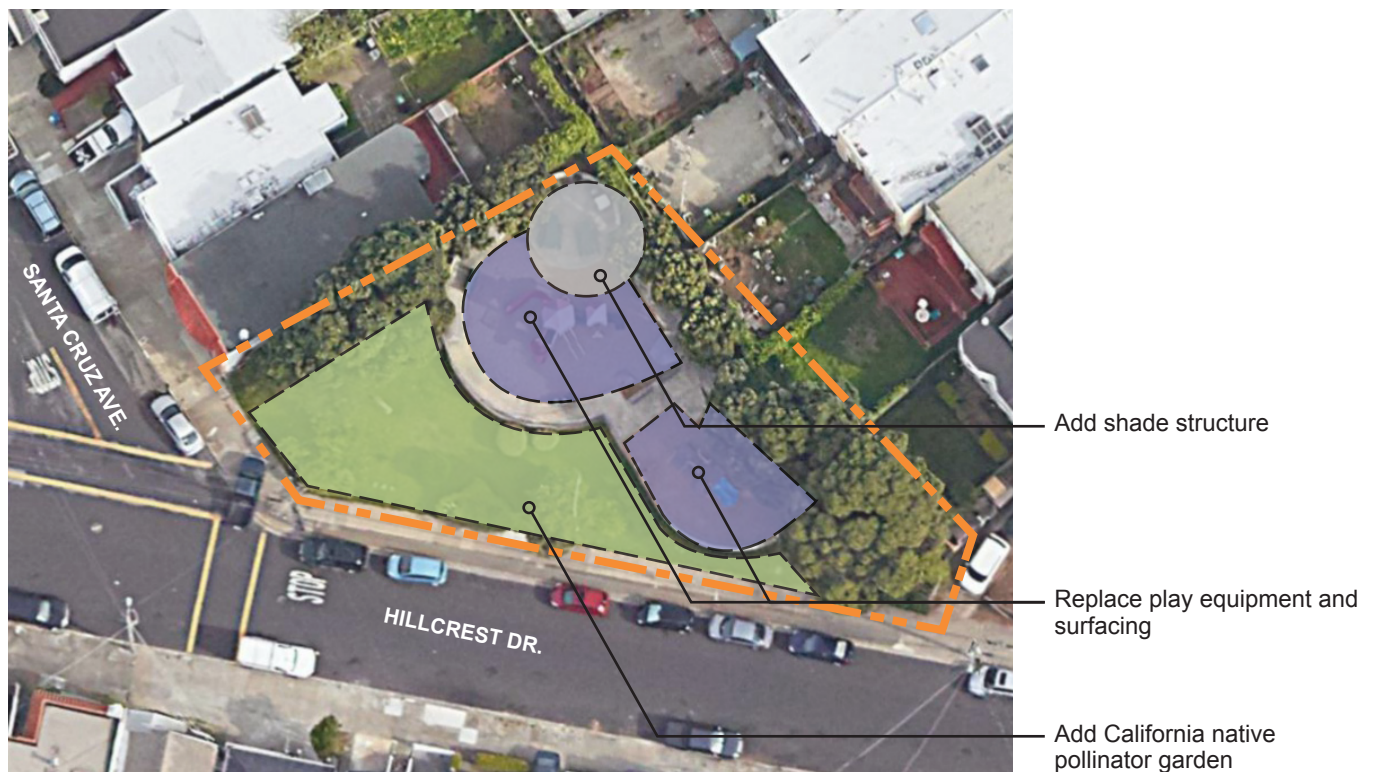 SANTA CRUZ AVE.
STOP
HILLCREST DR.
Add shade structure
Replace play equipment and
surfacing
Add California native
pollinator garden